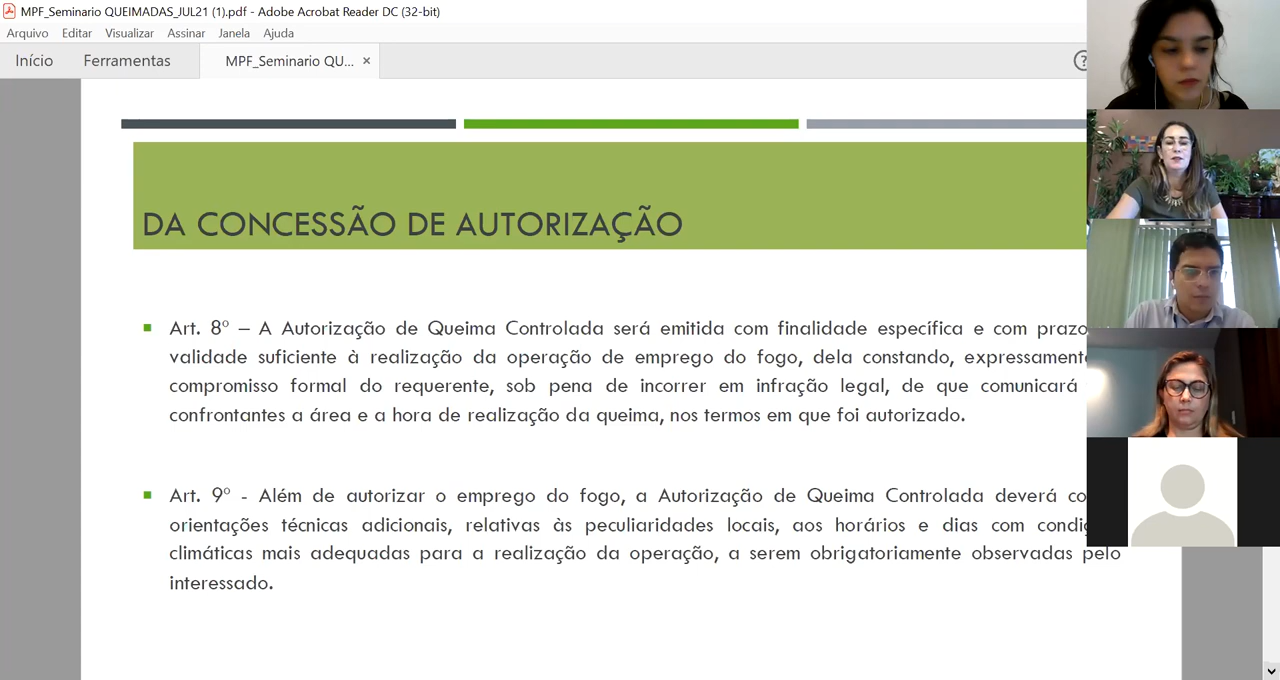 MPF_Seminario QUEIMADAS_JUL21 (1).pdf - Adobe Acrobat Reader DC (32-bit)
Arquivo Editar Visualizar Assinar Janela Ajuda
Início Ferramentas MPF_Seminario QU... × ?
DA CONCESSÃO DE AUTORIZAÇÃO
Art. 8º – A Autorização de Queima Controlada será emitida com finalidade específica e com prazo
validade suficiente à realização da operação de emprego do fogo, dela constando, expressamente
compromisso formal do requerente, sob pena de incorrer em infração legal, de que comunicará
confrontantes a área e a hora de realização da queima, nos termos em que foi autorizado.
Art. 9º - Além de autorizar o emprego do fogo, a Autorização de Queima Controlada deverá
orientações técnicas adicionais, relativas às peculiaridades locais, aos horários e dias com
climáticas mais adequadas para a realização da operação, a serem obrigatoriamente observadas pelo
interessado.